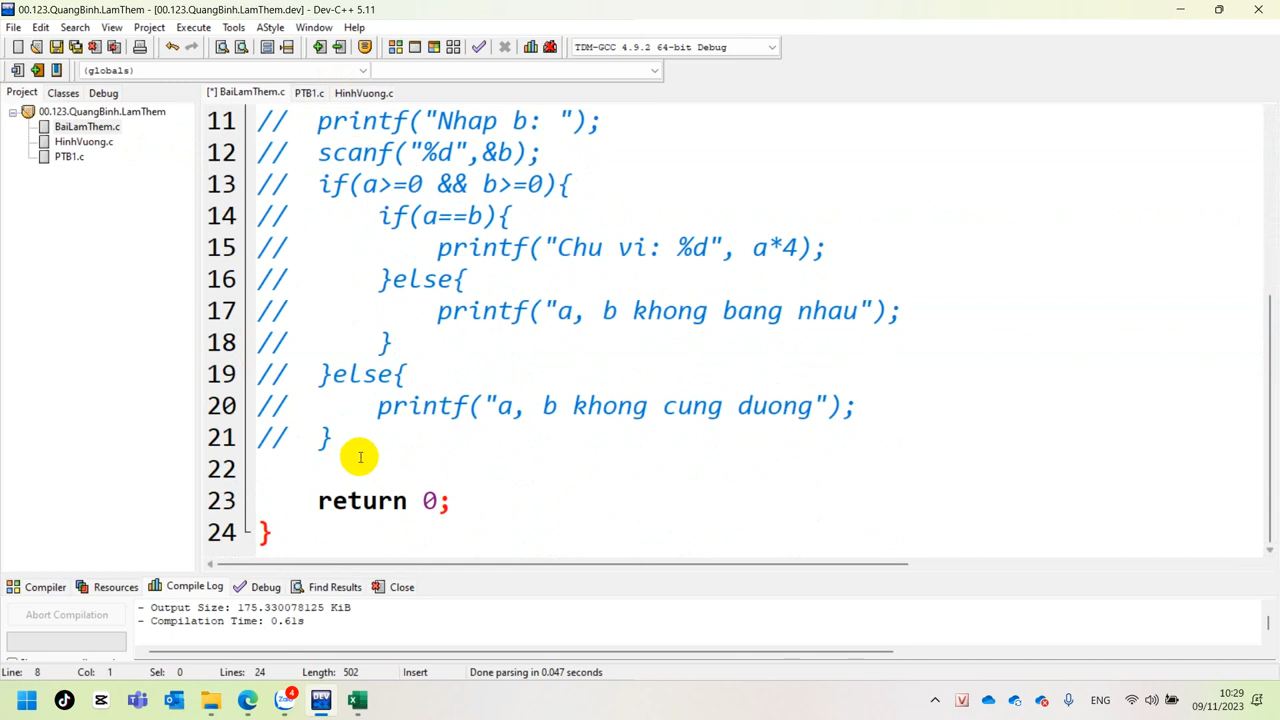 00.123.QuangBinh.LamThem - [00.123.QuangBinh.LamThem.dev] - Dev-C++ 5.11
File Edit Search View Project Execute Tools AStyle Window Help
TDM-GCC 4.9.2 64-bit Debug
(globals)
Project Classes Debug
[*] BaiLamThem.c PTB1.c HinhVuong.c
00.123.QuangBinh.LamThem
BaiLamThem.c
HinhVuong.c
PTB1.c
11 // printf("Nhap b: ");
12 // scanf("%d",&b);
13 // if(a>=0 && b>=0){
14 // if(a==b){
15 // printf("Chu vi: %d", a*4);
16 // }else{
17 // printf("a, b khong bang nhau");
18 // }
19 // }else{
20 // printf("a, b khong cung duong");
21 // }
22
23 return 0;
24 }
Compiler Resources Compile Log Debug Find Results Close
Abort Compilation
- Output Size: 175.330078125 KiB
- Compilation Time: 0.61s
Line: 8 Col: 1 Sel: 0 Lines: 24 Length: 502 Insert Done parsing in 0.047 seconds
Zalo 4 DEV
ENG
10:29
09/11/2023